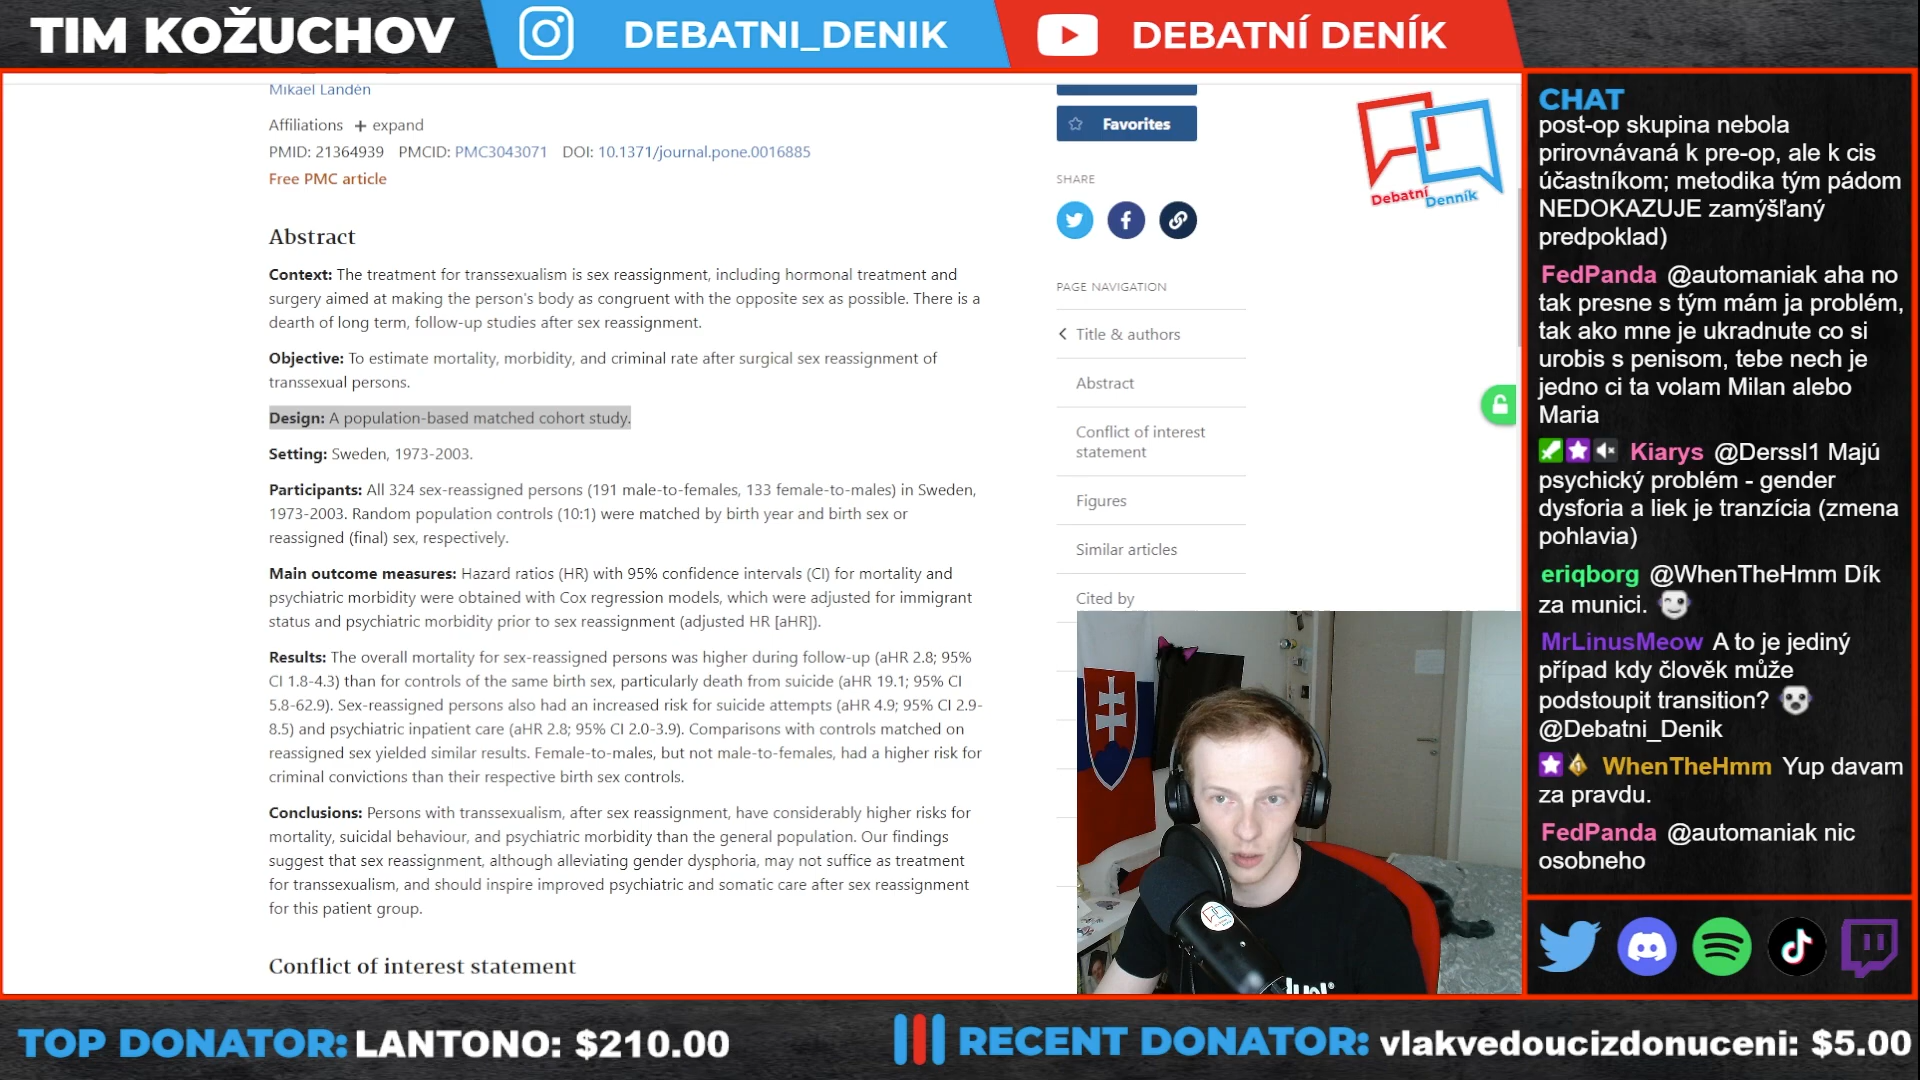 TIM KOŽUCHOV
DEBATNI_DENIK
DEBATNÍ DENÍK
Mikael Landén
Affiliations + expand
PMID: 21364939 PMCID: PMC3043071 DOI: 10.1371/journal.pone.0016885
Free PMC article
Abstract
Context: The treatment for transsexualism is sex reassignment, including hormonal treatment and
surgery aimed at making the person's body as congruent with the opposite sex as possible. There is a
dearth of long term, follow-up studies after sex reassignment.
Objective: To estimate mortality, morbidity, and criminal rate after surgical sex reassignment of
transsexual persons.
Design: A population-based matched cohort study.
Setting: Sweden, 1973-2003.
Participants: All 324 sex-reassigned persons (191 male-to-females, 133 female-to-males) in Sweden,
1973-2003. Random population controls (10:1) were matched by birth year and birth sex or
reassigned (final) sex, respectively.
Main outcome measures: Hazard ratios (HR) with 95% confidence intervals (CI) for mortality and
psychiatric morbidity were obtained with Cox regression models, which were adjusted for immigrant
status and psychiatric morbidity prior to sex reassignment (adjusted HR [aHR]).
Results: The overall mortality for sex-reassigned persons was higher during follow-up (aHR 2.8; 95%
CI 1.8-4.3) than for controls of the same birth sex, particularly death from suicide (aHR 19.1; 95% CI
5.8-62.9). Sex-reassigned persons also had an increased risk for suicide attempts (aHR 4.9; 95% CI 2.9-
8.5) and psychiatric inpatient care (aHR 2.8; 95% CI 2.0-3.9). Comparisons with controls matched on
reassigned sex yielded similar results. Female-to-males, but not male-to-females, had a higher risk for
criminal convictions than their respective birth sex controls.
Conclusions: Persons with transsexualism, after sex reassignment, have considerably higher risks for
mortality, suicidal behaviour, and psychiatric morbidity than the general population. Our findings
suggest that sex reassignment, although alleviating gender dysphoria, may not suffice as treatment
for transsexualism, and should inspire improved psychiatric and somatic care after sex reassignment
for this patient group.
Conflict of interest statement
Favorites
SHARE
PAGE NAVIGATION
Title & authors
Abstract
Conflict of interest
statement
Figures
Similar articles
Cited by
Debatní
Denník
CHAT
post-op skupina nebola
prirovnávaná k pre-op, ale k cis
účastníkom; metodika tým pádom
NEDOKAZUJE zamýšľaný
predpoklad)
FedPanda @automaniak aha no
tak presne s tým mám ja problém,
tak ako mne je ukradnute co si
urobis s penisom, tebe nech je
jedno ci ta volam Milan alebo
Maria
Kiarys @Derssl1 Majú
psychický problém - gender
dysforia a liek je tranzícia (zmena
pohlavia)
eriqborg @WhenTheHmm Dík
za munici.
MrLinusMeow A to je jediný
případ kdy člověk může
podstoupit transition?
@Debatni_Denik
WhenTheHmm Yup davam
za pravdu.
FedPanda @automaniak nic
osobneho
TOP DONATOR: LANTONO: $210.00
RECENT DONATOR: vlakvedoucizdonuceni: $5.00